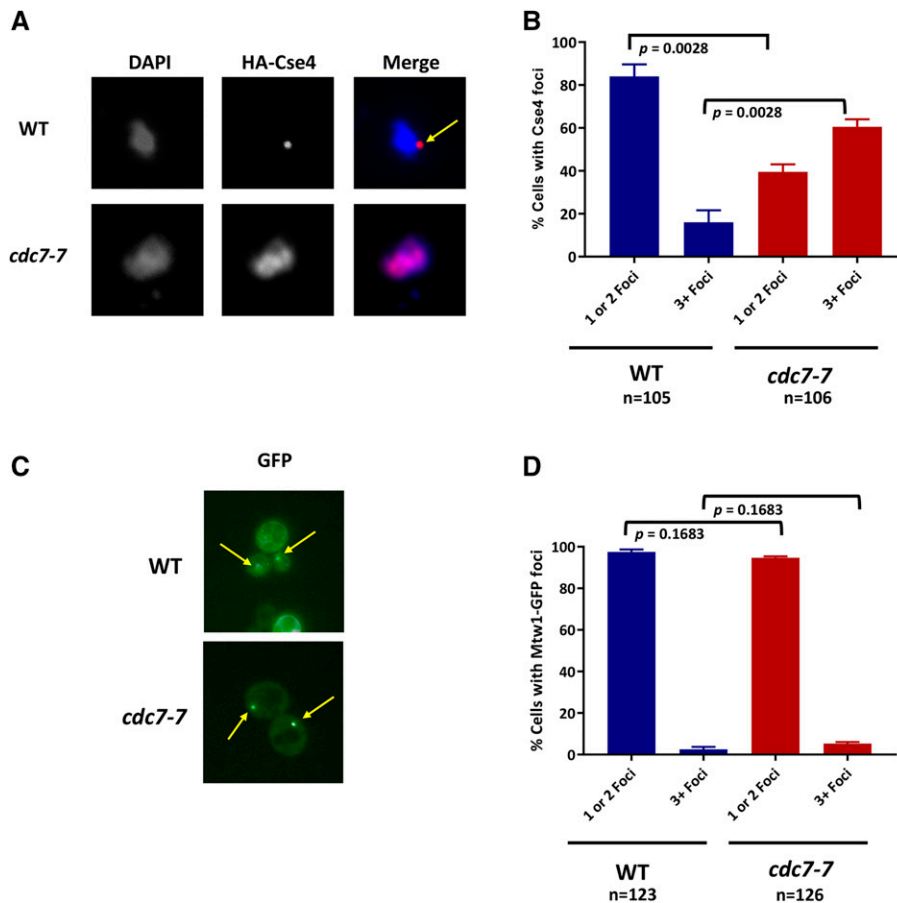 A
DAPI HA-Cse4 Merge
WT
cdc7-7
B
% Cells with Cse4 foci
100
80
60
40
20
0
p = 0.0028
p = 0.0028
1 or 2 Foci
3+ Foci
1 or 2 Foci
3+ Foci
WT
n=105
cdc7-7
n=106
C
GFP
WT
cdc7-7
D
% Cells with Mtw1-GFP foci
100
80
60
40
20
0
p = 0.1683
p = 0.1683
1 or 2 Foci
3+ Foci
1 or 2 Foci
3+ Foci
WT
n=123
cdc7-7
n=126